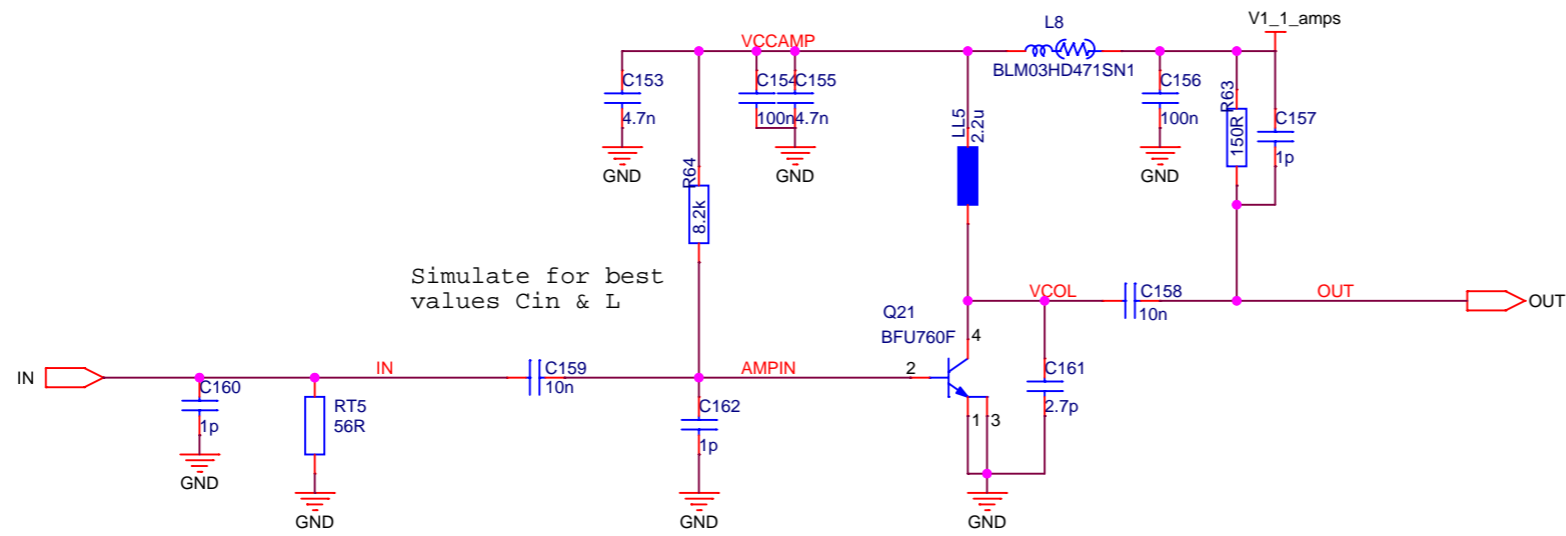 V1_1_amps
L8
VCCAMP
BLM03HD471SN1
C153
4.7n
GND
C154
100n
C155
4.7n
GND
LL5
2.2u
C156
100n
GND
R63
150R
C157
1p
R64
8.2k
Simulate for best
values Cin & L
VCOL
C158
10n
OUT
OUT
Q21
BFU760F
4
2
1
3
C161
2.7p
GND
IN
IN
C159
10n
AMPIN
C160
1p
GND
RT5
56R
GND
C162
1p
GND